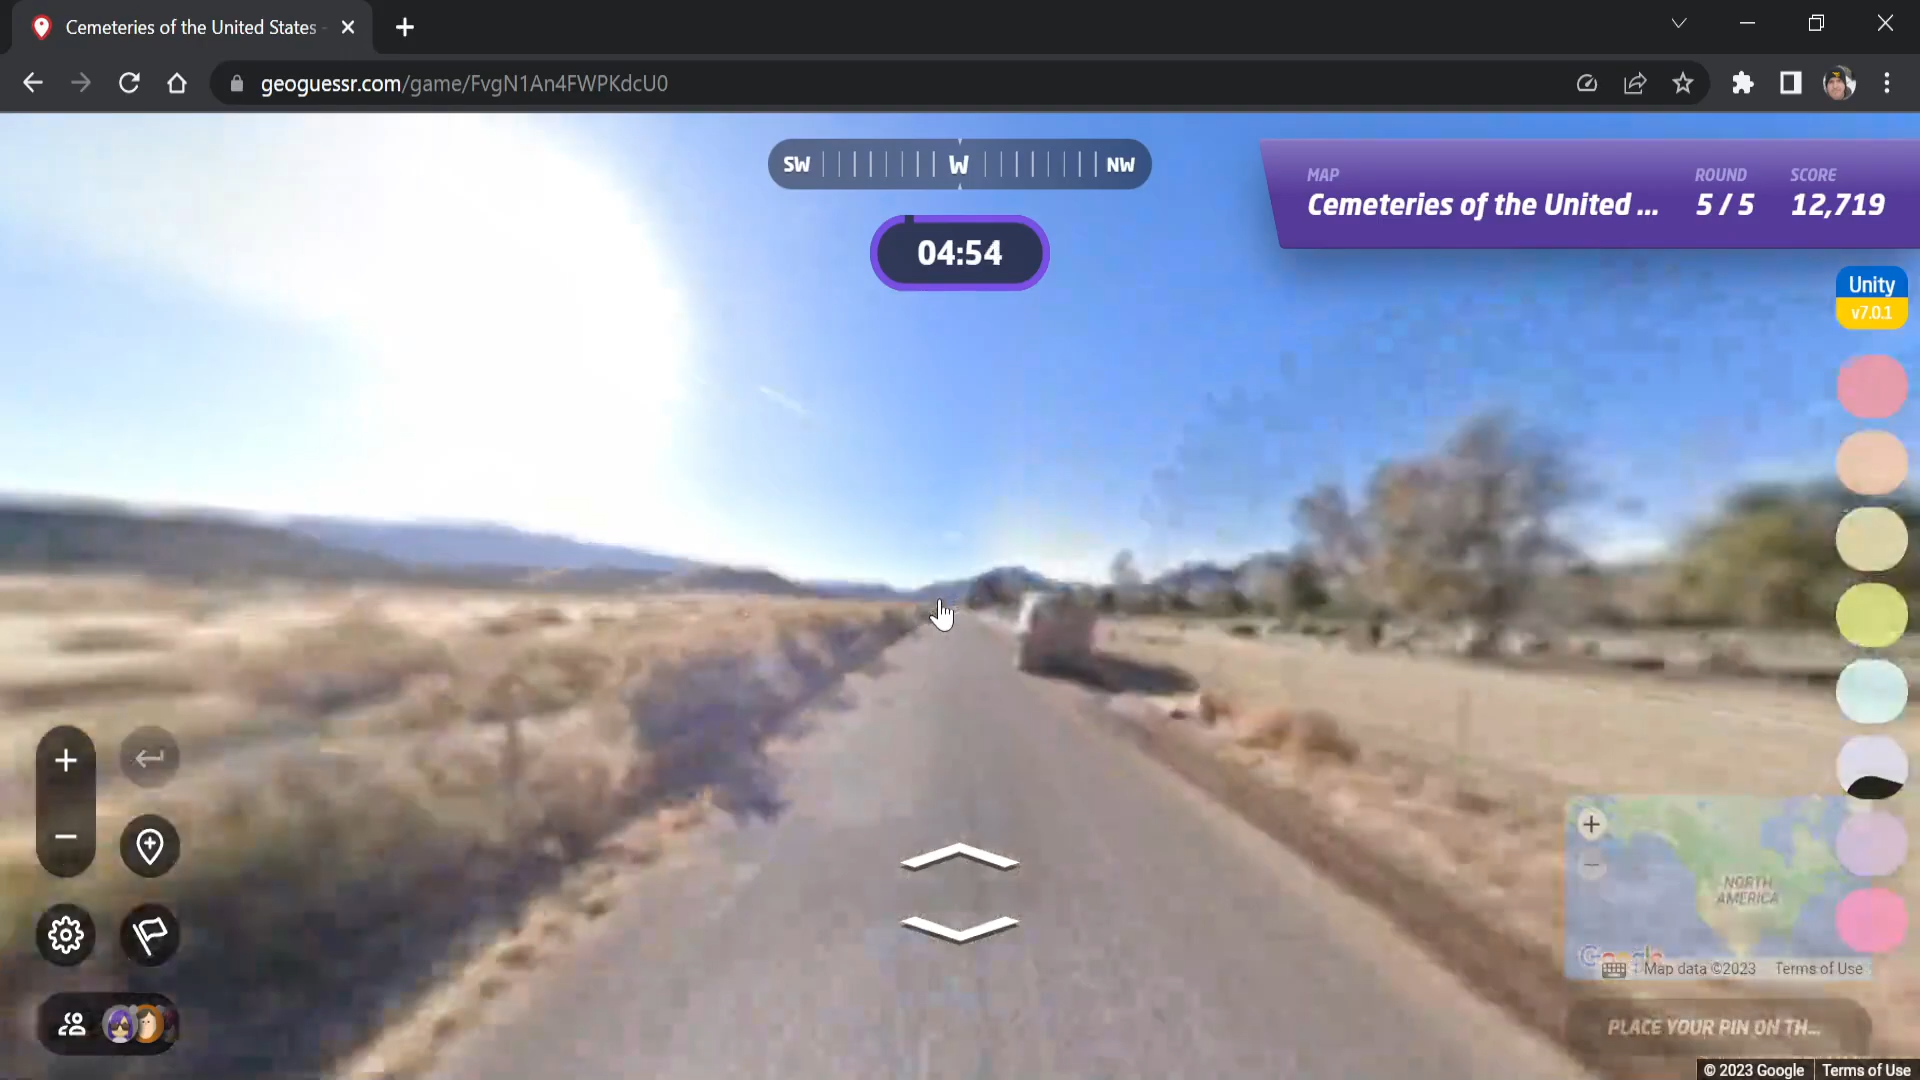 Cemeteries of the United States -
geoguessr.com/game/FvgN1An4FWPKdcU0
SW
W
NW
04:54
MAP
ROUND
SCORE
Cemeteries of the United ...
5 / 5
12,719
Unity
v7.0.1
NORTH
AMERICA
Google
Map data ©2023
Terms of Use
PLACE YOUR PIN ON TH...
© 2023 Google
Terms of Use